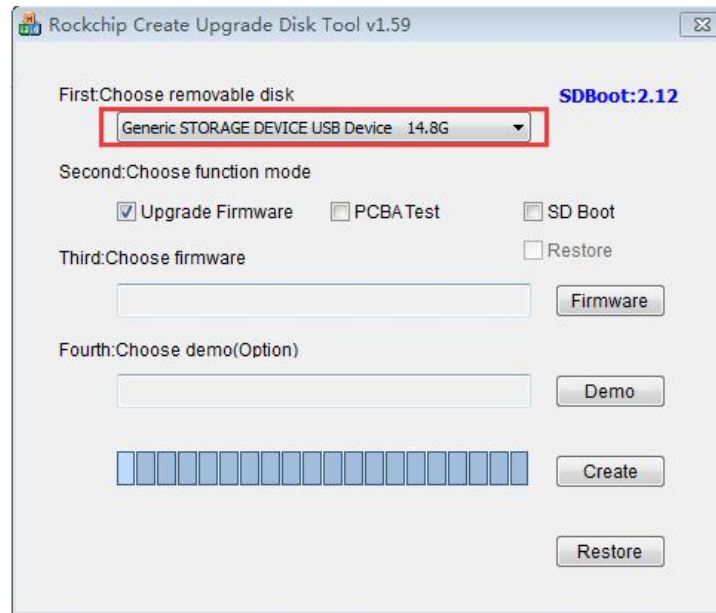 Rockchip Create Upgrade Disk Tool v1.59
First:Choose removable disk
SDBoot:2.12
Generic STORAGE DEVICE USB Device 14.8G
Second:Choose function mode
Upgrade Firmware PCBATest SD Boot
Third:Choose firmware
Restore
Firmware
Fourth:Choose demo(Option)
Demo
Create
Restore